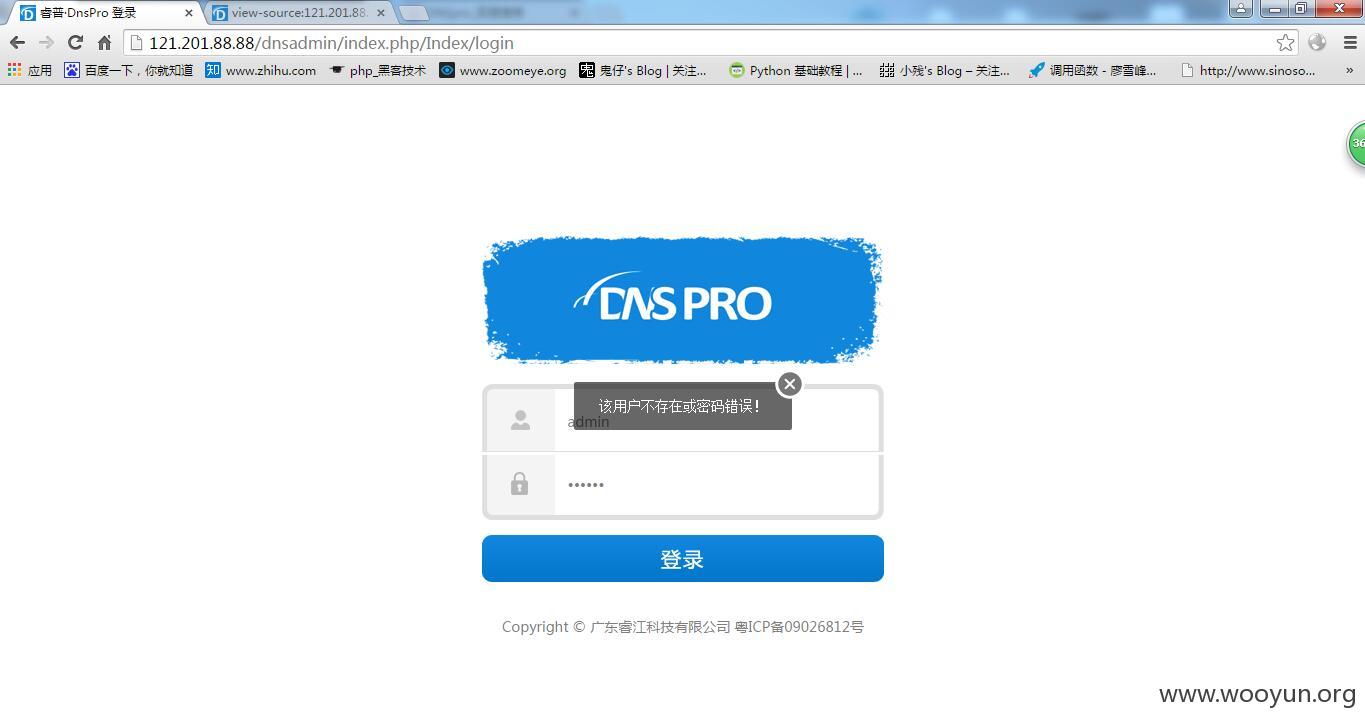 睿普·DnsPro 登录
view-source:121.201.88.
121.201.88.88/dnsadmin/index.php/Index/login
应用
百度一下，你就知道
知 www.zhihu.com
php_黑客技术
www.zoomeye.org
鬼仔's Blog | 关注...
Python 基础教程 | ...
小残's Blog – 关注...
调用函数 - 廖雪峰...
http://www.sinoso...
»
36
DNS PRO
该用户不存在或密码错误！
admin
••••••
登录
Copyright © 广东睿江科技有限公司 粤ICP备09026812号
www.wooyun.org